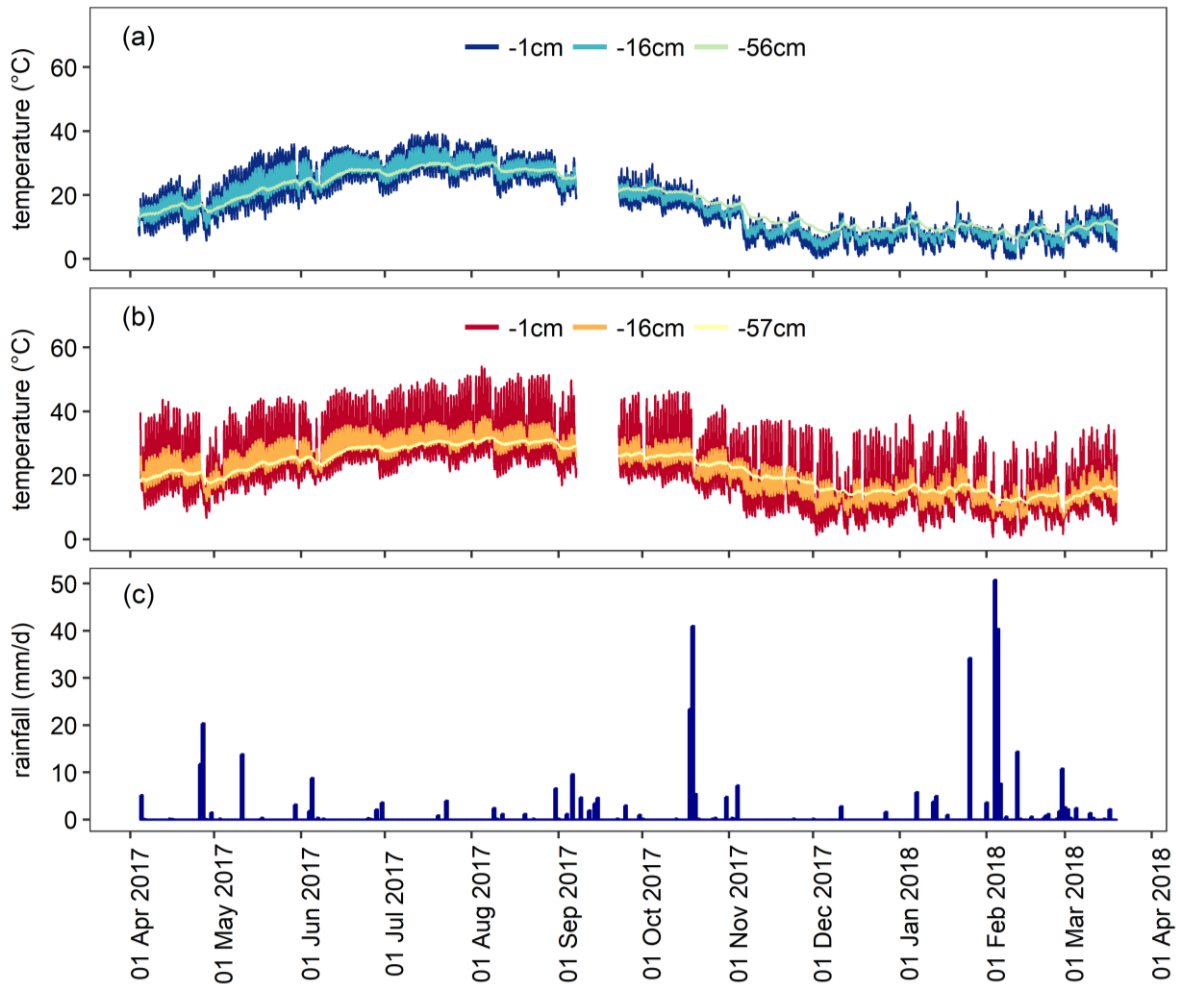 (a)
-1cm -16cm -56cm
temperature (°C)
60
40
20
0
(b)
-1cm -16cm -57cm
temperature (°C)
60
40
20
0
(c)
rainfall (mm/d)
50
40
30
20
10
0
01 Apr 2017
01 May 2017
01 Jun 2017
01 Jul 2017
01 Aug 2017
01 Sep 2017
01 Oct 2017
01 Nov 2017
01 Dec 2017
01 Jan 2018
01 Feb 2018
01 Mar 2018
01 Apr 2018